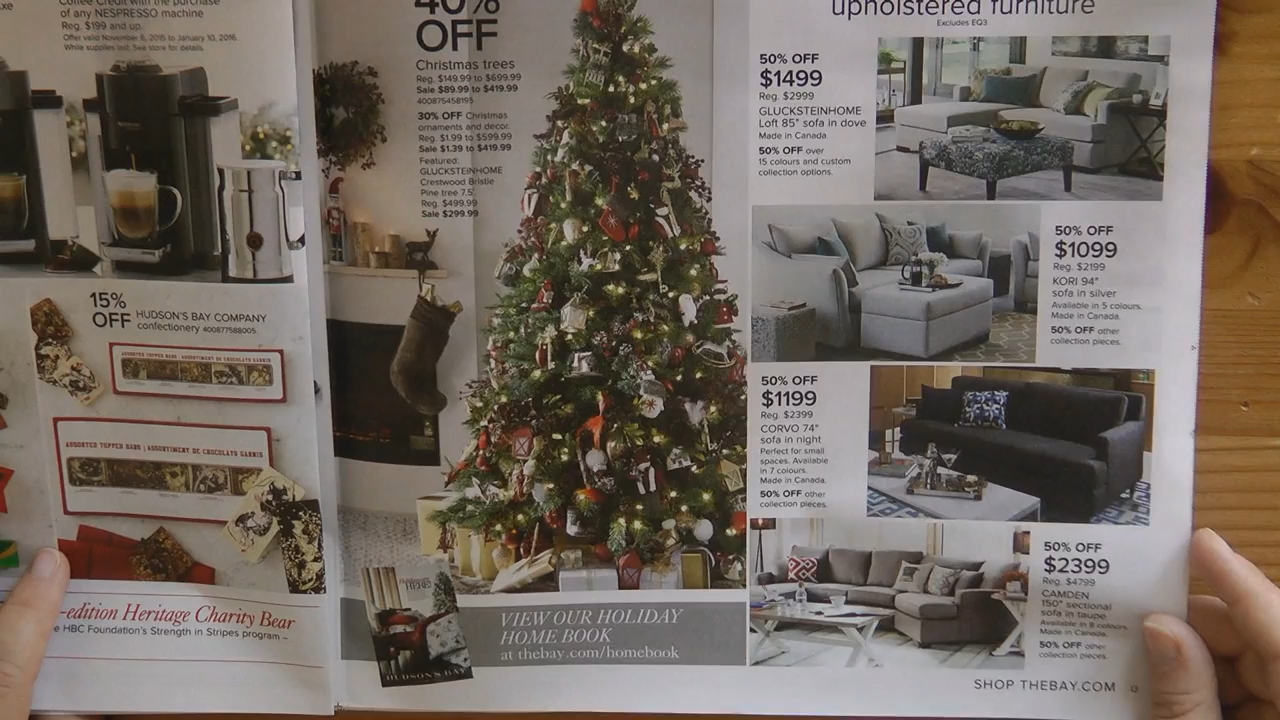 Coffee Credit with the purchase
of any NESPRESSO machine
Reg. $199 and up.
Offer valid November 6, 2015 to January 10, 2016.
While supplies last. See store for details.
15%
OFF
HUDSON'S BAY COMPANY
confectionery 400877588005
ASSORTED TOPPER BARS | ASSORTIMENT DE CHOCOLATS GARNIS
ASSORTED TOPPER BARS | ASSORTIMENT DE CHOCOLATS GARNIS
-edition Heritage Charity Bear
HBC Foundation's Strength in Stripes program –
40%
OFF
Christmas trees
Reg. $149.99 to $699.99
Sale $89.99 to $419.99
400875458195
30% OFF Christmas
ornaments and decor.
Reg. $1.99 to $599.99
Sale $1.39 to $419.99
Featured:
GLUCKSTEINHOME
Crestwood Bristle
Pine tree 7.5'
Reg. $499.99
Sale $299.99
HUDSON'S BAY
VIEW OUR HOLIDAY
HOME BOOK
at thebay.com/homebook
upholstered furniture
Excludes EQ3
50% OFF
$1499
Reg. $2999
GLUCKSTEINHOME
Loft 85" sofa in dove
Made in Canada.
50% OFF over
15 colours and custom
collection options.
50% OFF
$1099
Reg. $2199
KORI 94"
sofa in silver
Available in 5 colours.
Made in Canada.
50% OFF other
collection pieces.
50% OFF
$1199
Reg. $2399
CORVO 74"
sofa in night
Perfect for small
spaces. Available
in 7 colours.
Made in Canada.
50% OFF other
collection pieces.
50% OFF
$2399
Reg. $4799
CAMDEN
150" sectional
sofa in taupe
Available in 8 colours.
Made in Canada.
50% OFF other
collection pieces.
SHOP THEBAY.COM